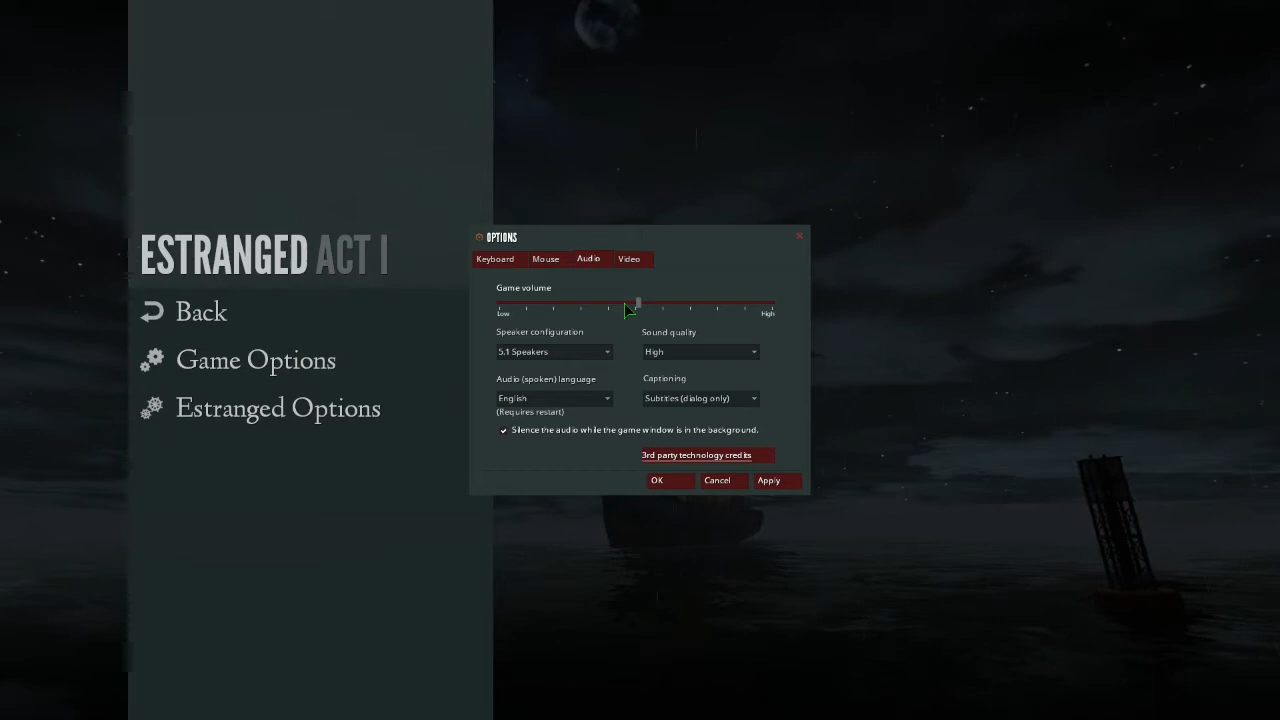 ESTRANGED ACT I
Back
Game Options
Estranged Options
OPTIONS
Keyboard Mouse Audio Video
Game volume
Low High
Speaker configuration Sound quality
5.1 Speakers High
Audio (spoken) language Captioning
English Subtitles (dialog only)
(Requires restart)
Silence the audio while the game window is in the background.
3rd party technology credits
OK Cancel Apply